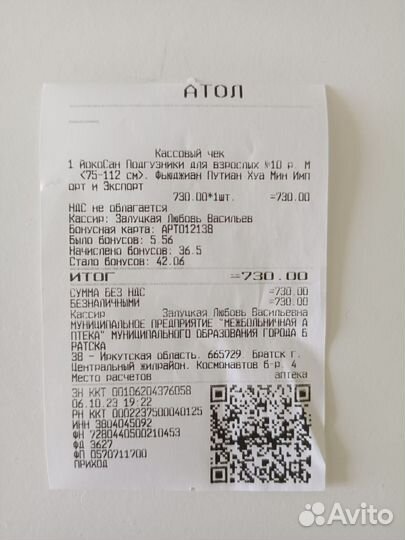 АТОЛ
Кассовый чек
1 ЙокоСан Подгузники для взрослых №10 р. М
<75-112 см>. Фьюджиан Путиан Хуа Мин Имп
орт и Экспорт
730.00*1шт. =730.00
НДС не облагается
Кассир: Залуцкая Любовь Васильев
Бонусная карта: АРТ012138
Было бонусов: 5.56
Начислено бонусов: 36.5
Стало бонусов: 42.06
ИТОГ =730.00
СУММА БЕЗ НДС =730.00
БЕЗНАЛИЧНЫМИ =730.00
Кассир Залуцкая Любовь Васильевна
МУНИЦИПАЛЬНОЕ ПРЕДПРИЯТИЕ "МЕЖБОЛЬНИЧНАЯ А
ПТЕКА" МУНИЦИПАЛЬНОГО ОБРАЗОВАНИЯ ГОРОДА Б
РАТСКА
38 - Иркутская область. 665729 Братск г.
Центральный жилрайон. Космонавтов б-р. 4
Место расчетов аптека
ЗН ККТ 00106204376058
06.10.23 19:22
РН ККТ 0002237500040125
ИНН 3804045092
ФН 7280440500210453
ФД 3627
ФП 0570711700
ПРИХОД
Avito